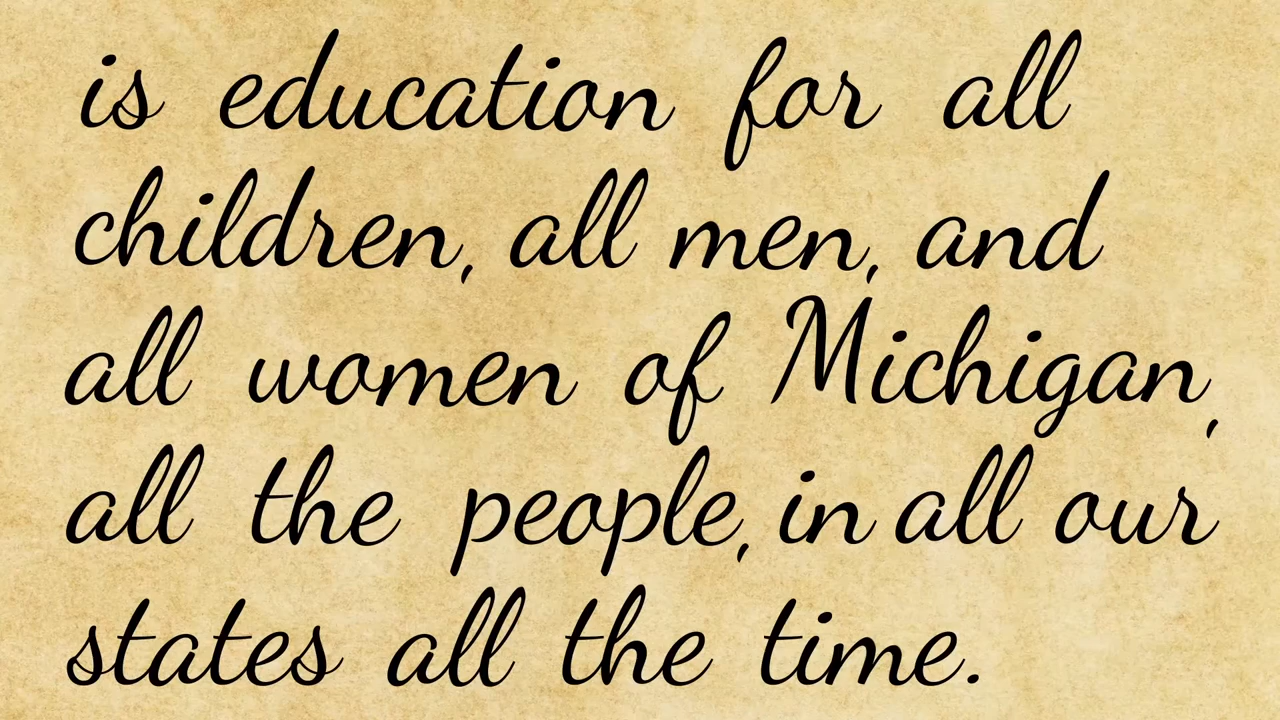 is education for all
children, all men, and
all women of Michigan,
all the people, in all our
states all the time.